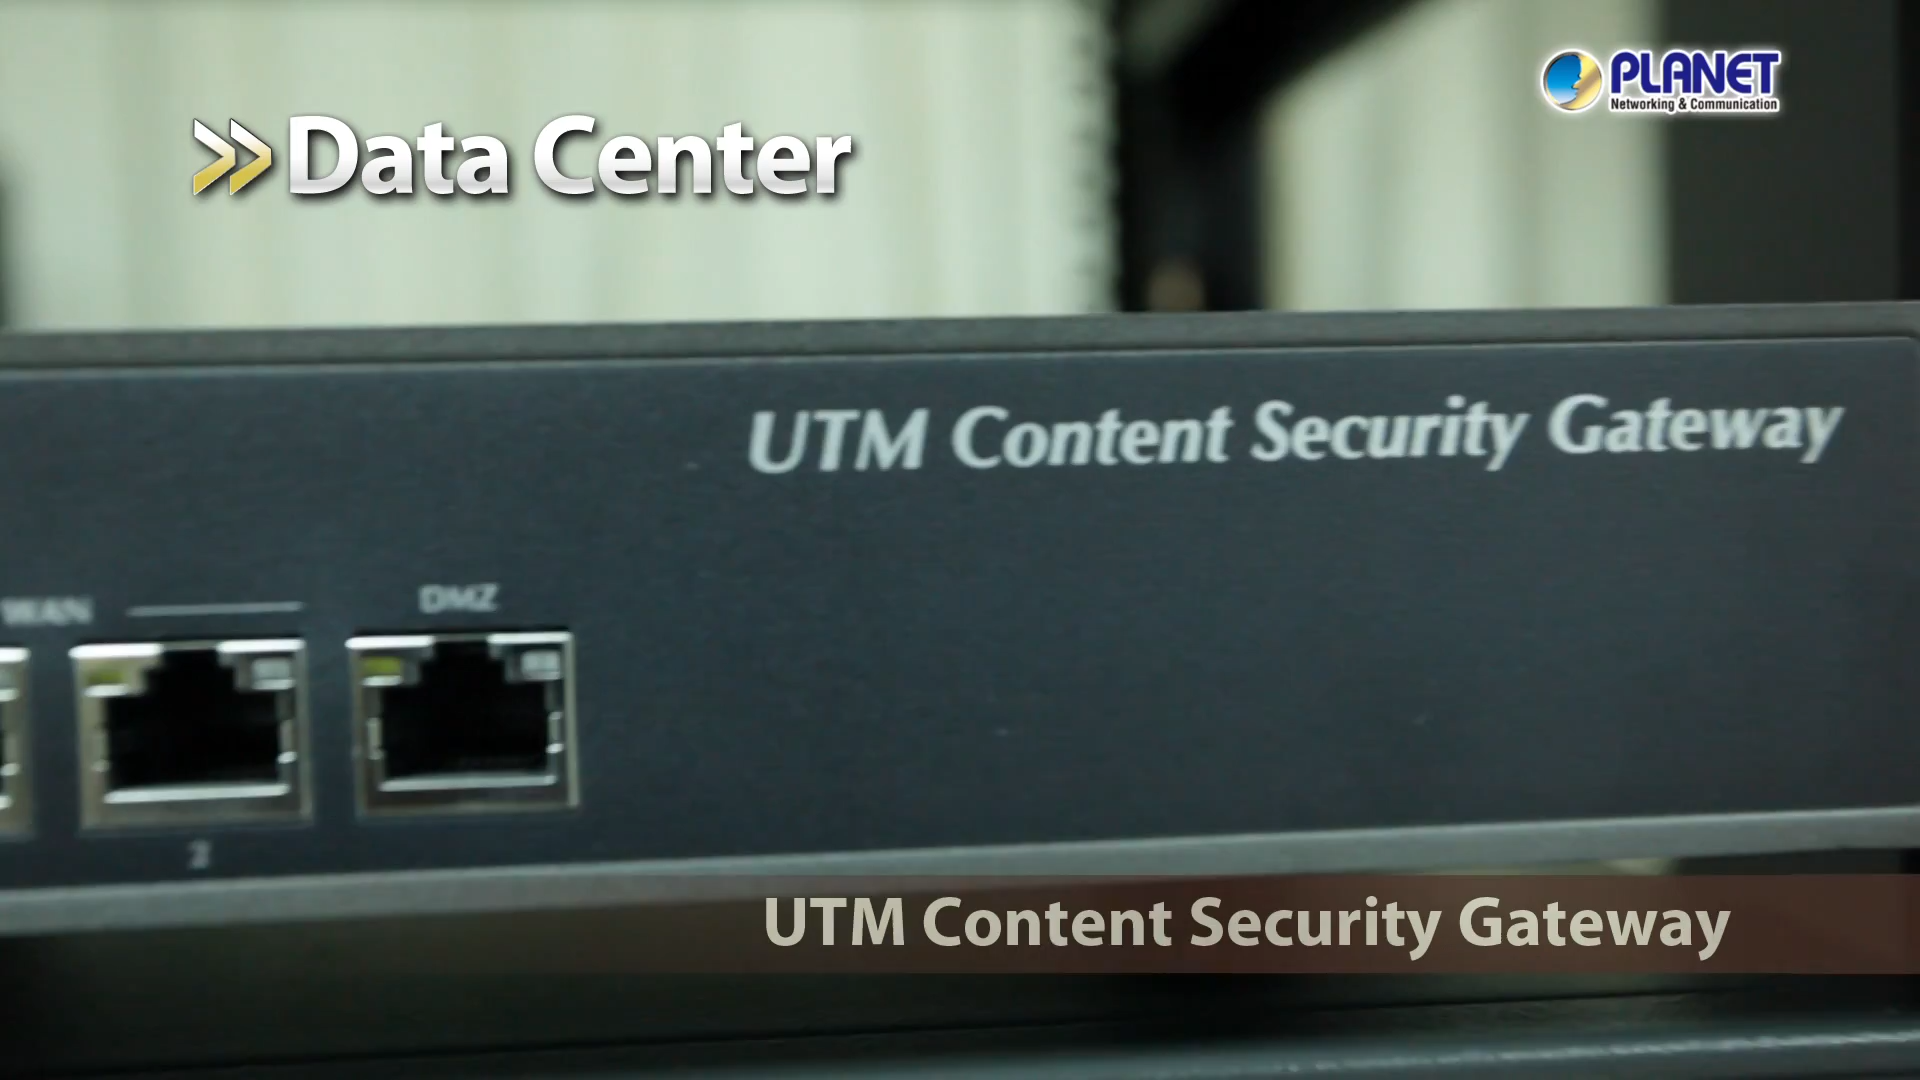 PLANET
Networking & Communication
Data Center
UTM Content Security Gateway
WAN
DMZ
2
UTM Content Security Gateway